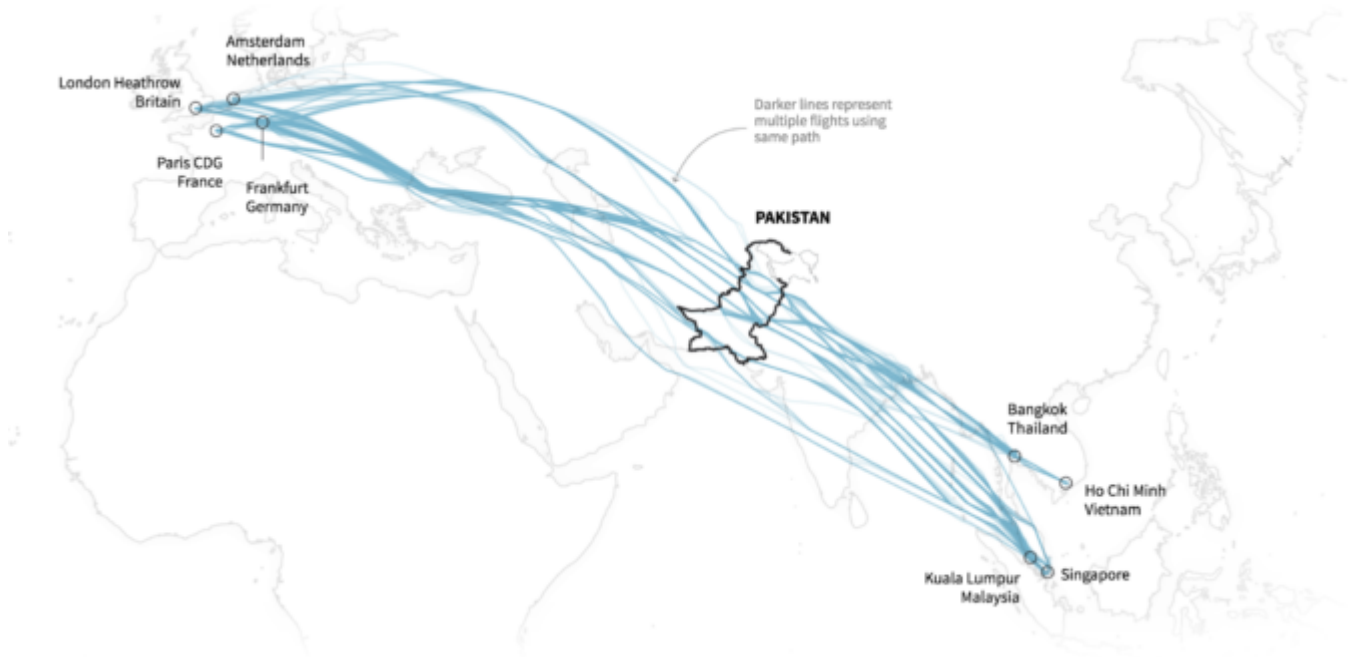 Amsterdam
Netherlands
London Heathrow
Britain
Paris CDG
France
Frankfurt
Germany
Darker lines represent
multiple flights using
same path
PAKISTAN
Bangkok
Thailand
Ho Chi Minh
Vietnam
Kuala Lumpur
Malaysia
Singapore